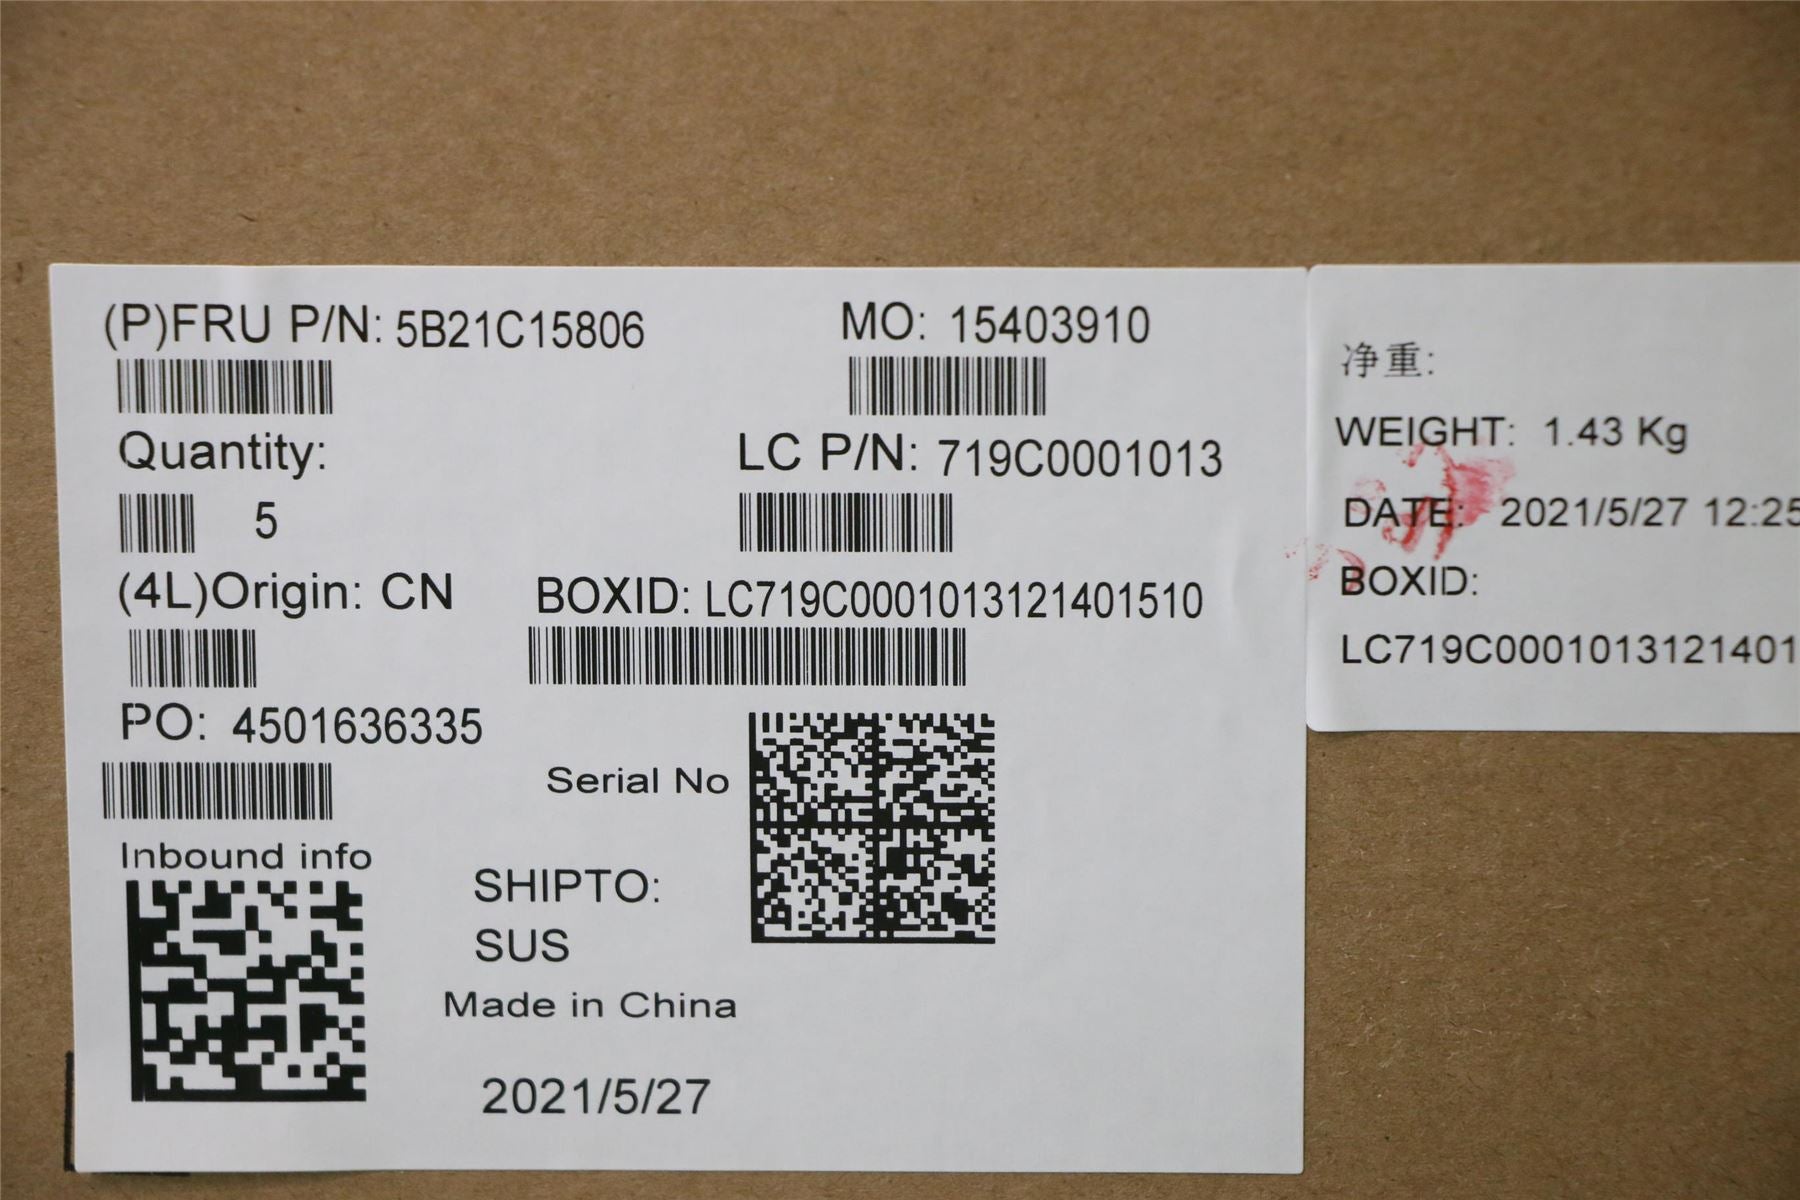 (P)FRU P/N: 5B21C15806
MO: 15403910
Quantity:
5
LC P/N: 719C0001013
(4L)Origin: CN
BOXID: LC719C0001013121401510
PO: 4501636335
Serial No
Inbound info
SHIPTO:
SUS
Made in China
2021/5/27
净重:
WEIGHT: 1.43 Kg
DATE: 2021/5/27 12:25
BOXID:
LC719C0001013121401